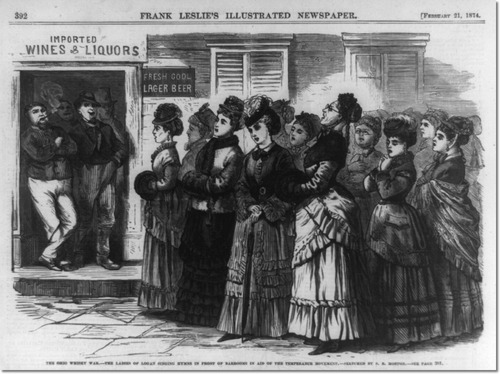 392
FRANK LESLIE'S ILLUSTRATED NEWSPAPER.
[FEBRUARY 21, 1874.
IMPORTED
WINES & LIQUORS
FRESH COOL
LAGER BEER
THE OHIO WHISKY WAR.—THE LADIES OF LOGAN SINGING HYMNS IN FRONT OF BARROOMS IN AID OF THE TEMPERANCE MOVEMENT.—SKETCHED BY S. B. MORTON.—SEE PAGE